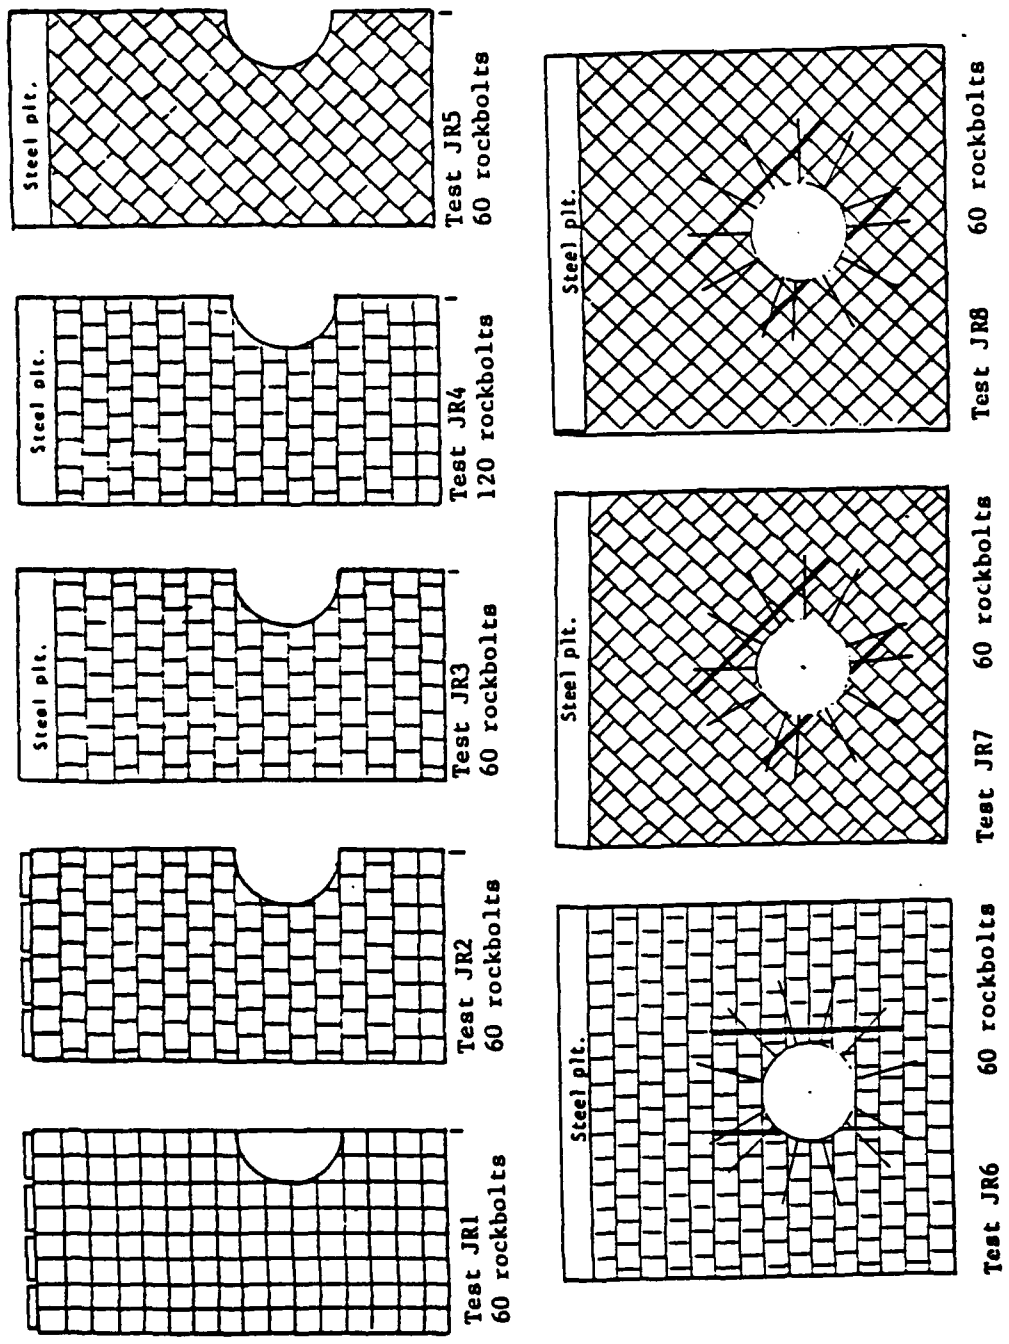 Test JR1
60 rockbolts
Test JR2
60 rockbolts
Steel plt.
Test JR3
60 rockbolts
Steel plt.
Test JR4
120 rockbolts
Steel plt.
Test JR5
60 rockbolts
Steel plt.
Test JR6 60 rockbolts
Steel plt.
Test JR7 60 rockbolts
Steel plt.
Test JR8 60 rockbolts